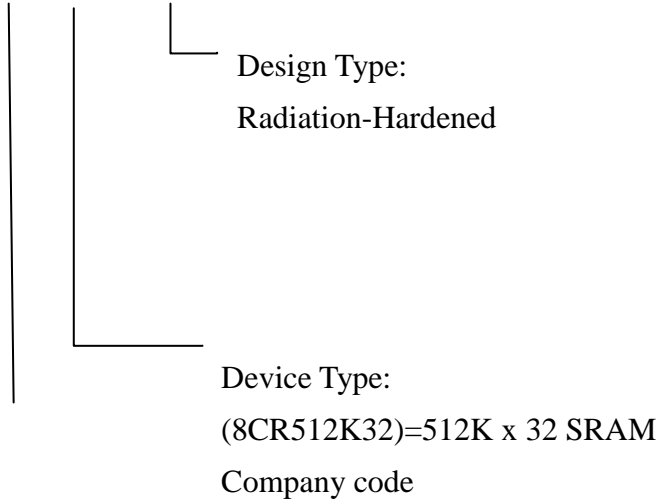 Design Type:
Radiation-Hardened
Device Type:
(8CR512K32)=512K x 32 SRAM
Company code